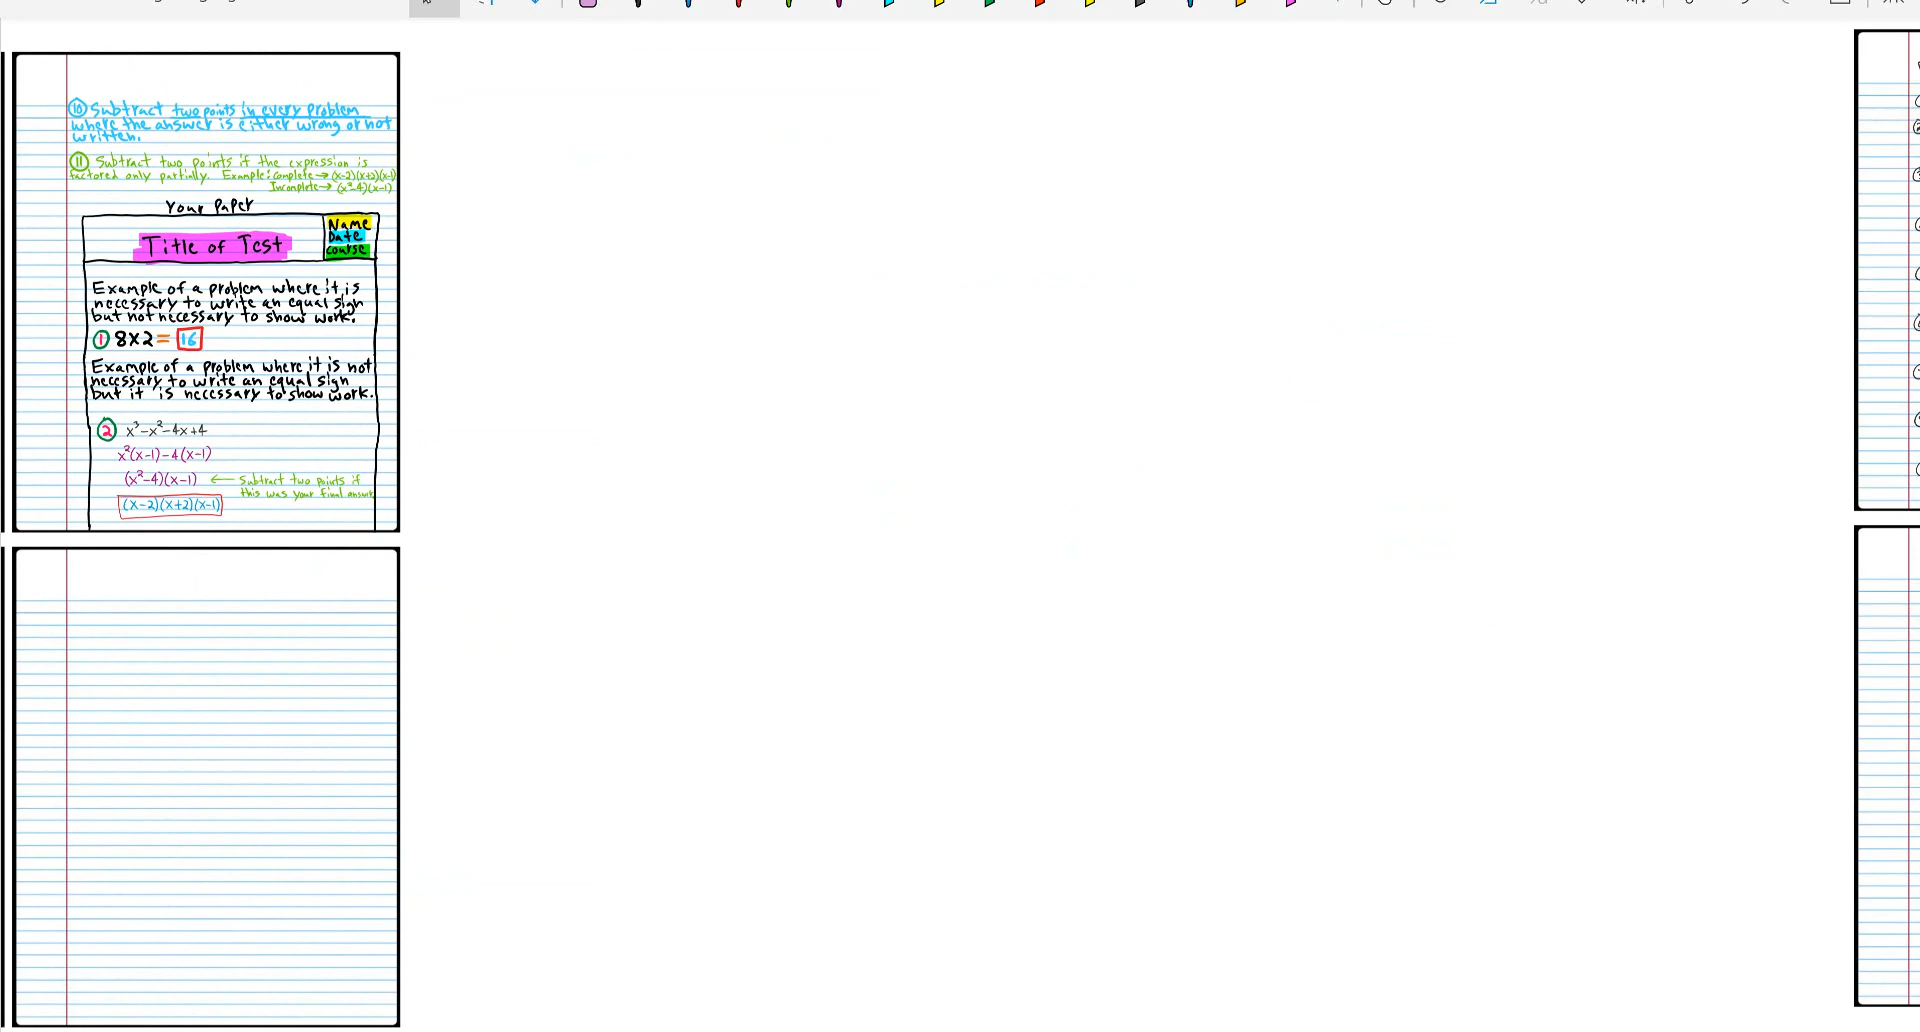 ⑩ Subtract two points in every problem
where the answer is either wrong or not
written.
⑪ Subtract two points if the expression is
factored only partially. Example: complete → (x-2)(x+2)(x-1)
Incomplete → (x²-4)(x-1)
Your Paper
Title of Test
Name
Date
Course
Example of a problem where it is
necessary to write an equal sign
but not necessary to show work.
① 8x2 = 16
Example of a problem where it is not
necessary to write an equal sign
but it is necessary to show work.
② x³-x²-4x+4
x²(x-1)-4(x-1)
(x²-4)(x-1) ← Subtract two points if
this was your final answer
(x-2)(x+2)(x-1)